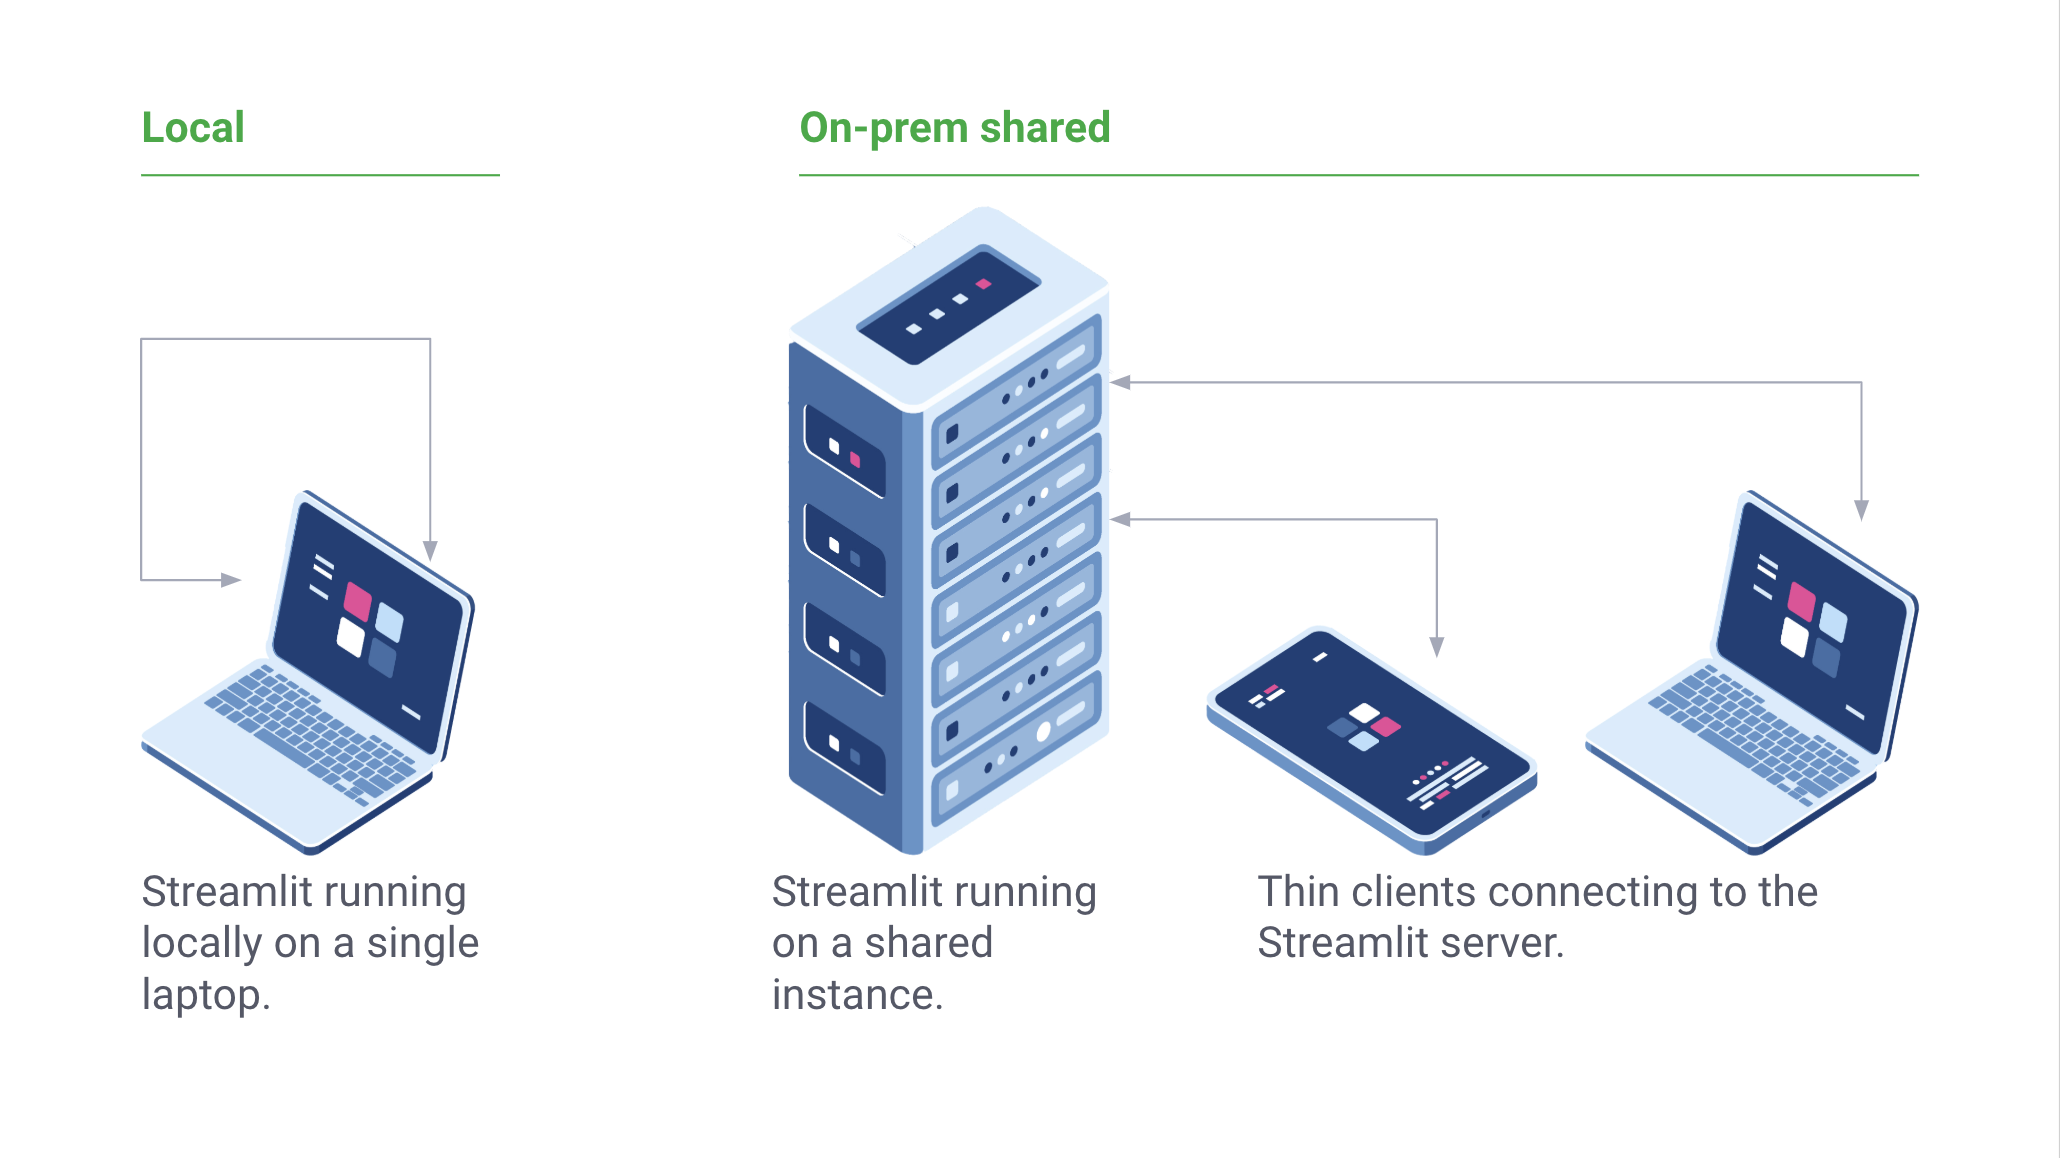 Local
On-prem shared
Streamlit running
locally on a single
laptop.
Streamlit running
on a shared
instance.
Thin clients connecting to the
Streamlit server.